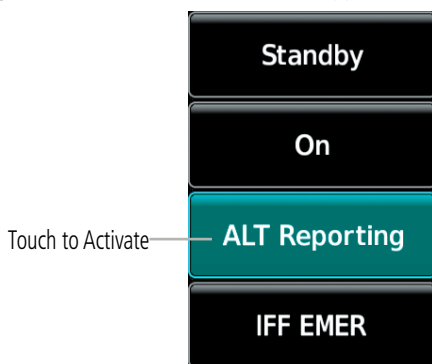 Standby
On
Touch to Activate
ALT Reporting
IFF EMER